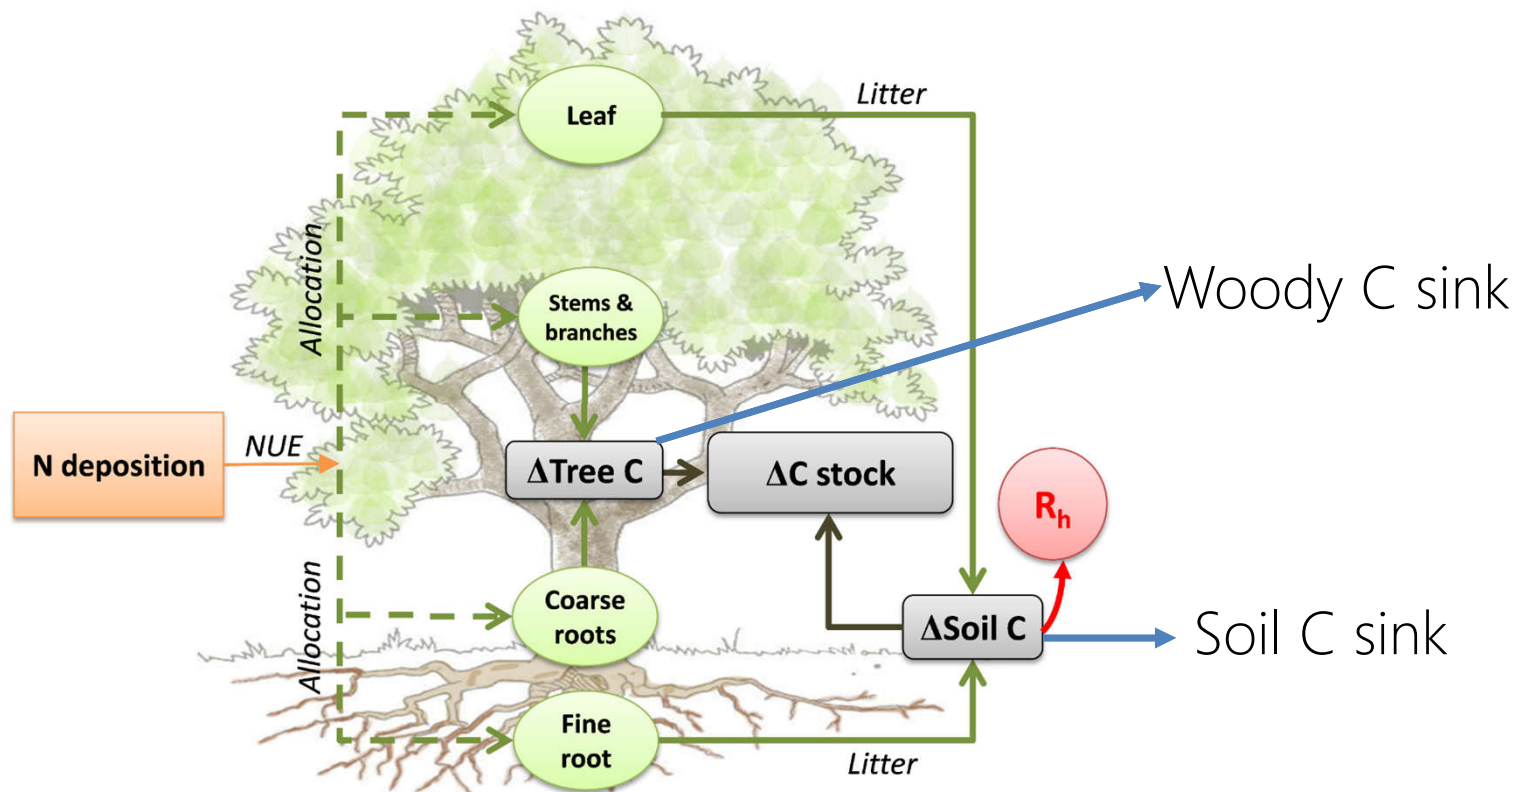 Litter
Leaf
Allocation
Stems &
branches
Woody C sink
N deposition
NUE
ΔTree C
ΔC stock
Rh
Allocation
Coarse
roots
ΔSoil C
Soil C sink
Fine
root
Litter